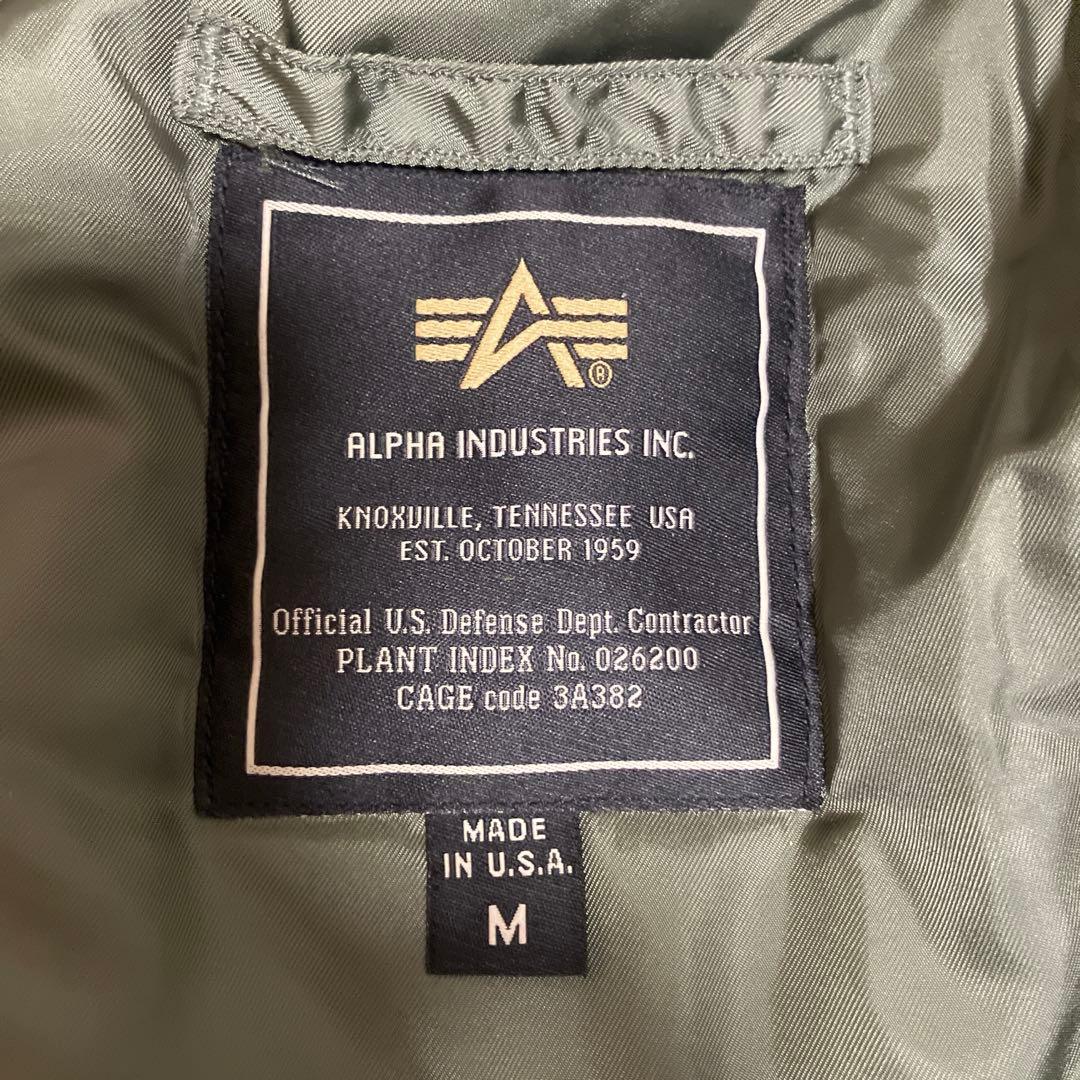 ®
ALPHA INDUSTRIES INC.
KNOXVILLE, TENNESSEE USA
EST. OCTOBER 1959
Official U.S. Defense Dept. Contractor
PLANT INDEX No. 026200
CAGE code 3A382
MADE
IN U.S.A.
M